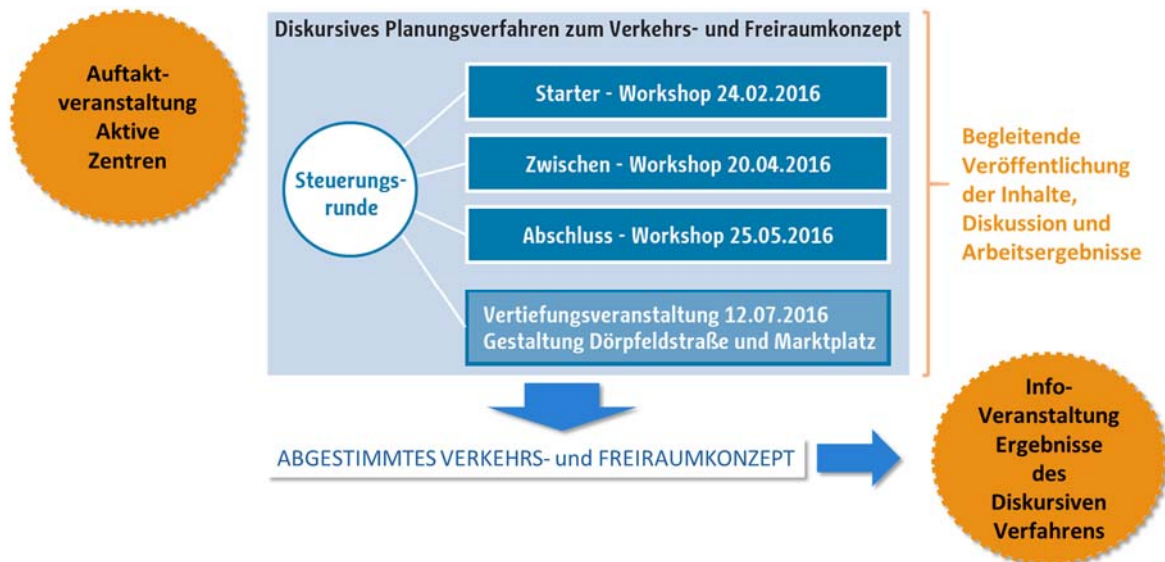 Auftakt-
veranstaltung
Aktive
Zentren
Diskursives Planungsverfahren zum Verkehrs- und Freiraumkonzept
Steuerungs-
runde
Starter - Workshop 24.02.2016
Zwischen - Workshop 20.04.2016
Abschluss - Workshop 25.05.2016
Vertiefungsveranstaltung 12.07.2016
Gestaltung Dörpfeldstraße und Marktplatz
Begleitende
Veröffentlichung
der Inhalte,
Diskussion und
Arbeitsergebnisse
ABGESTIMMTES VERKEHRS- und FREIRAUMKONZEPT
Info-
Veranstaltung
Ergebnisse
des
Diskursiven
Verfahrens